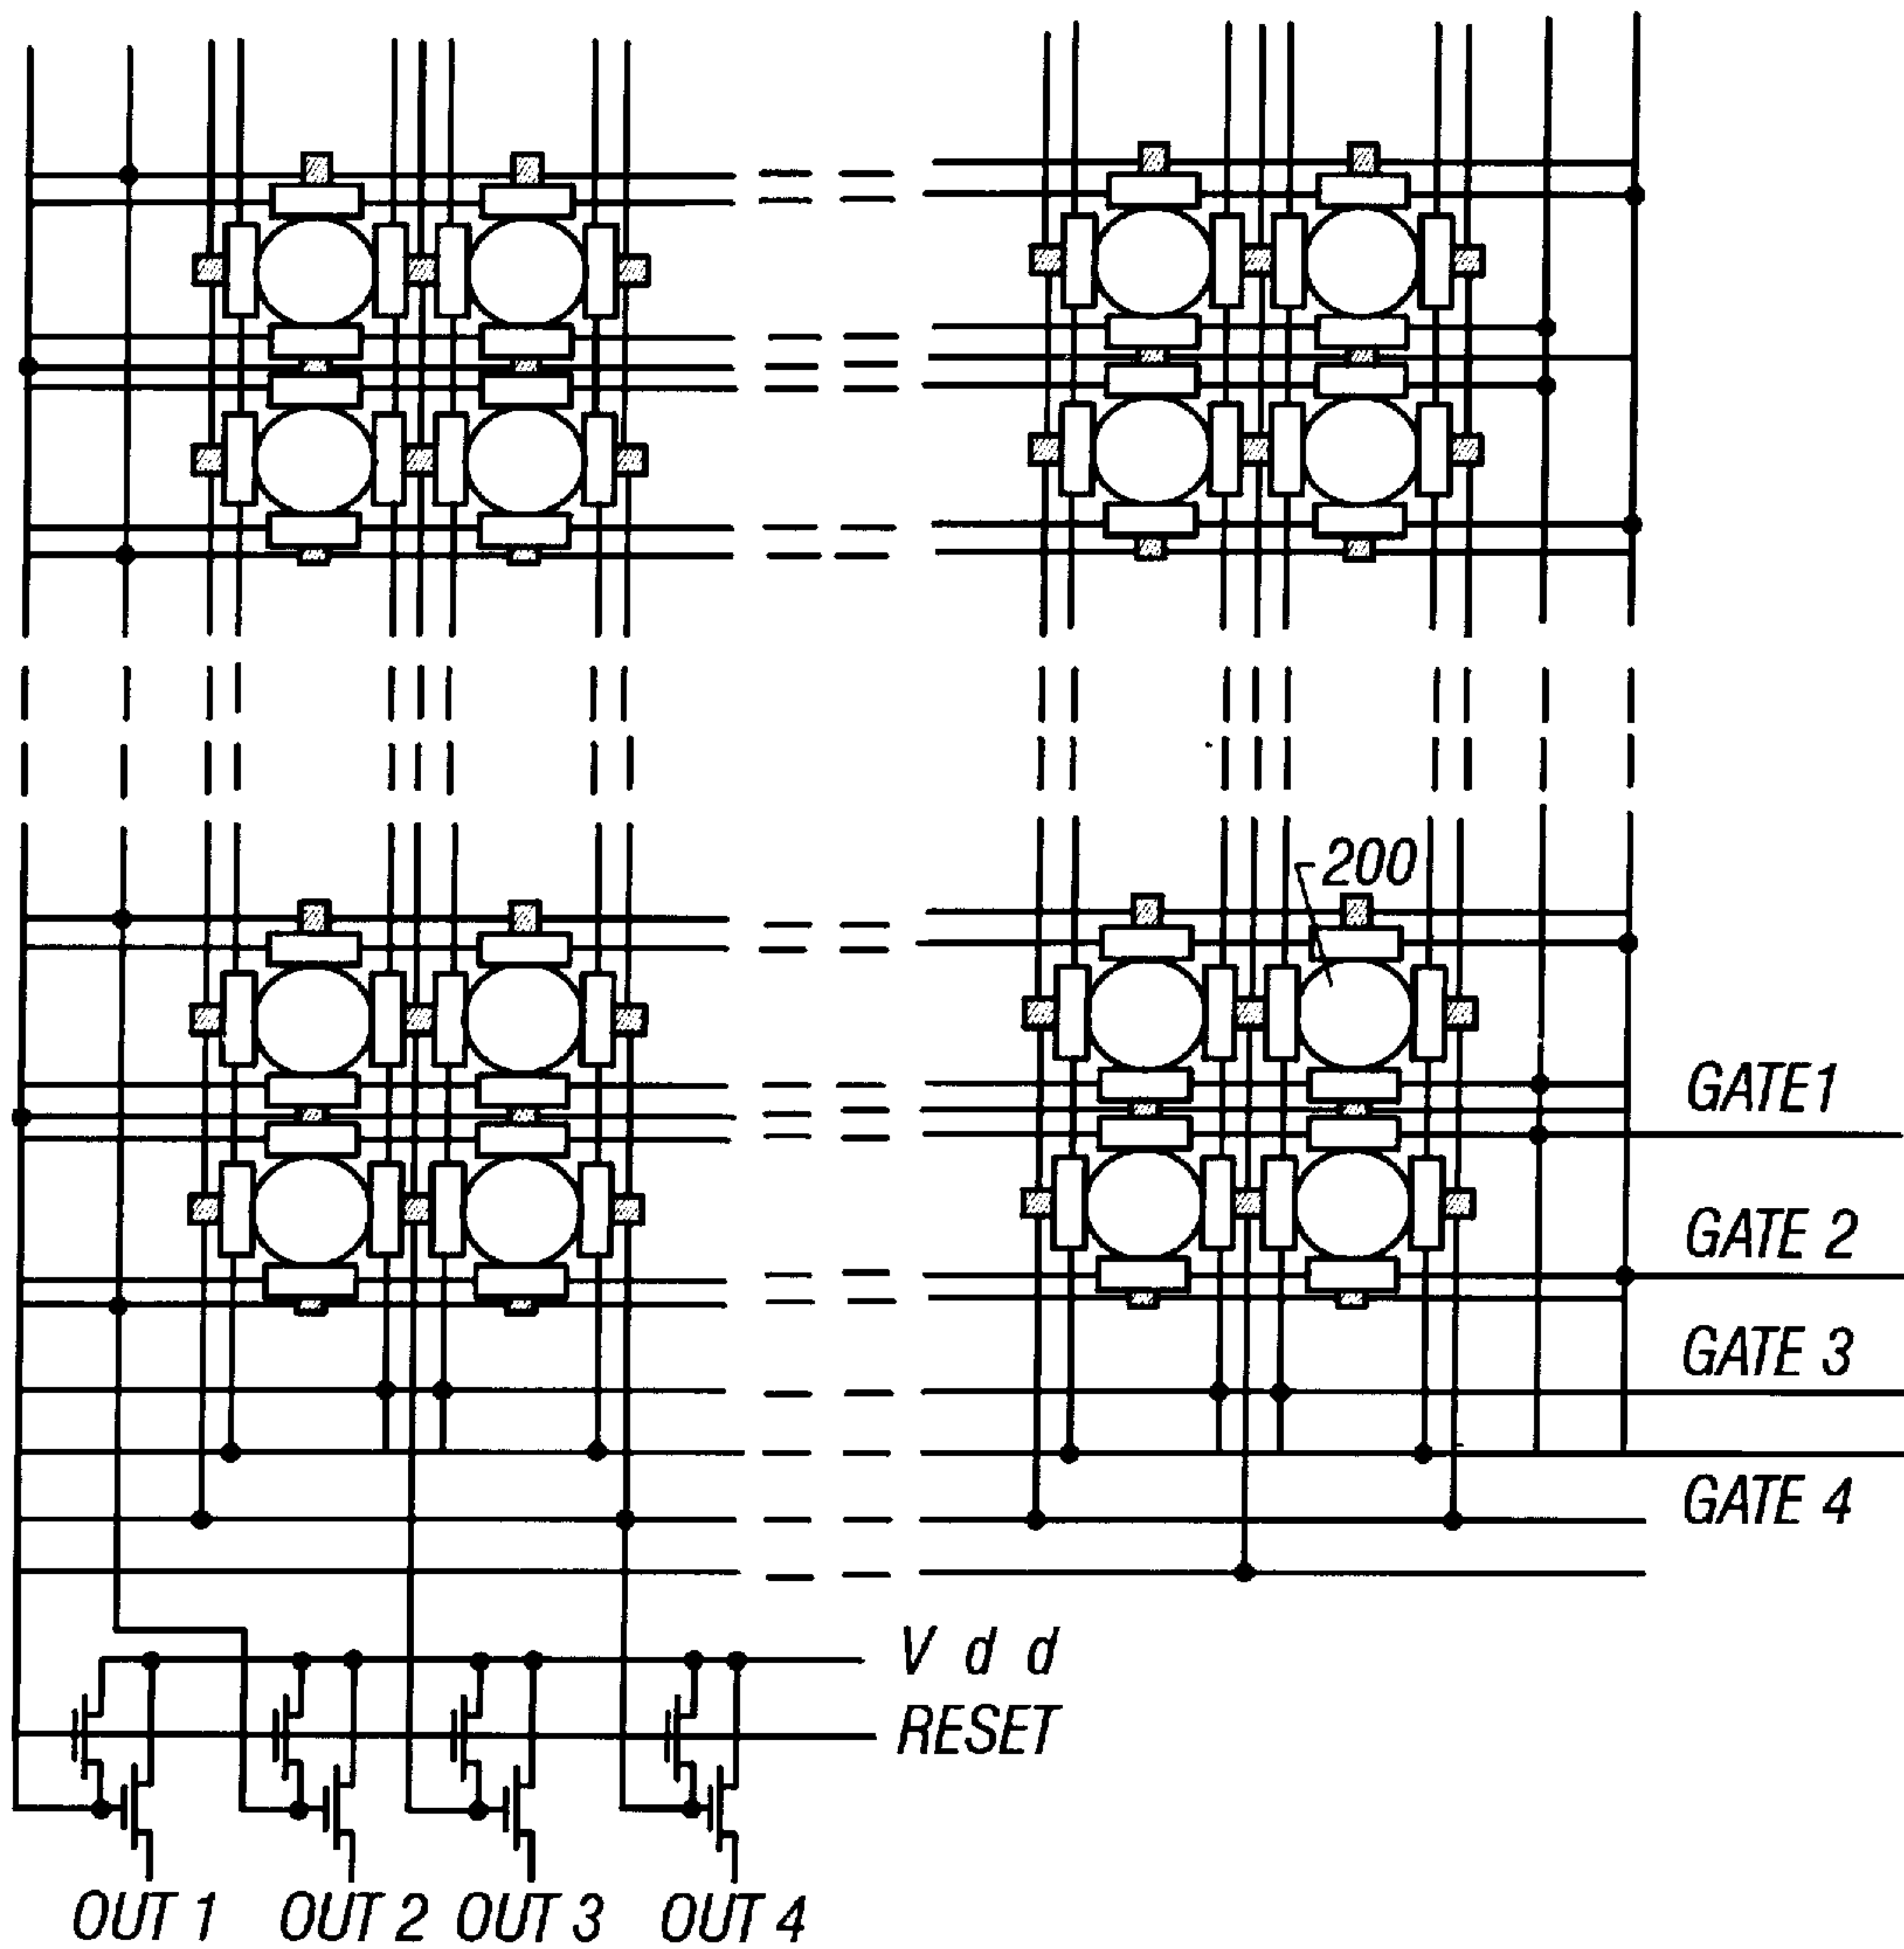 200
GATE1
GATE 2
GATE 3
GATE 4
V d d
RESET
OUT 1 OUT 2 OUT 3 OUT 4